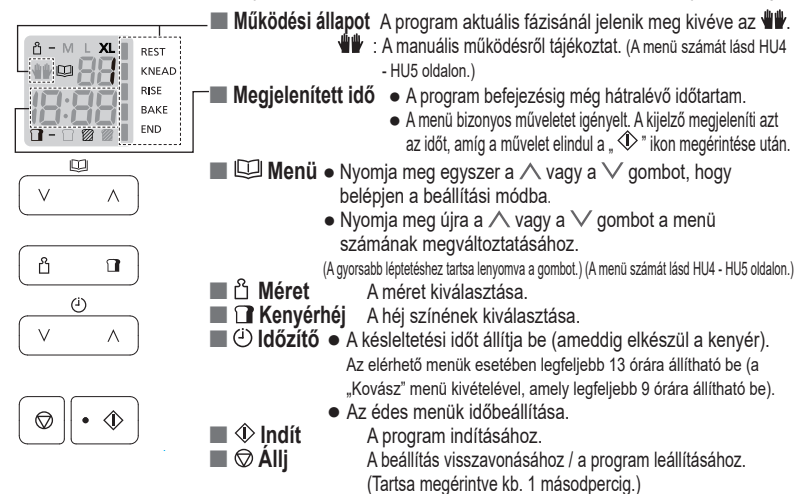 Működési állapot A program aktuális fázisánál jelenik meg kivéve az .
: A manuális működésről tájékoztat. (A menü számát lásd HU4
- HU5 oldalon.)
– M L XL
REST
KNEAD
RISE
BAKE
END
Megjelenített idő ● A program befejezésig még hátralévő időtartam.
● A menü bizonyos műveletet igényelt. A kijelző megjeleníti azt
az időt, amíg a művelet elindul a „ ” ikon megérintése után.
Menü ● Nyomja meg egyszer a ∧ vagy a ∨ gombot, hogy
belépjen a beállítási módba.
● Nyomja meg újra a ∧ vagy a ∨ gombot a menü
számának megváltoztatásához.
(A gyorsabb léptetéshez tartsa lenyomva a gombot.) (A menü számát lásd HU4 - HU5 oldalon.)
Méret A méret kiválasztása.
Kenyérhéj A héj színének kiválasztása.
Időzítő ● A késleltetési időt állítja be (ameddig elkészül a kenyér).
Az elérhető menük esetében legfeljebb 13 órára állítható be (a
„Kovász” menü kivételével, amely legfeljebb 9 órára állítható be).
● Az édes menük időbeállítása.
Indít A program indításához.
Állj A beállítás visszavonásához / a program leállításához.
(Tartsa megérintve kb. 1 másodpercig.)